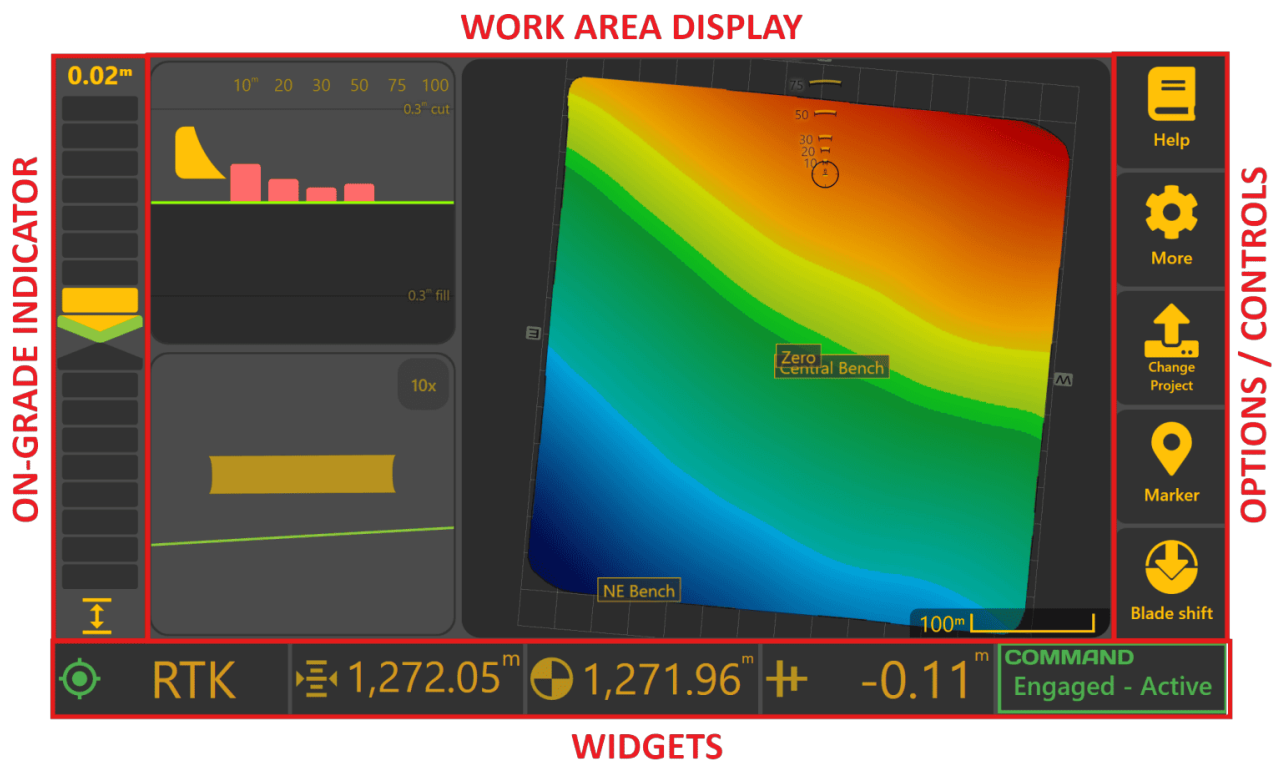 WORK AREA DISPLAY
ON-GRADE INDICATOR
0.02m
10m 20 30 50 75 100
0.3m cut
0.3m fill
10x
75
50
30
20
10
E
W
Zero
Central Bench
NE Bench
100m
Help
More
Change
Project
Marker
Blade shift
OPTIONS / CONTROLS
RTK
1,272.05m
1,271.96m
-0.11m
COMMAND
Engaged - Active
WIDGETS